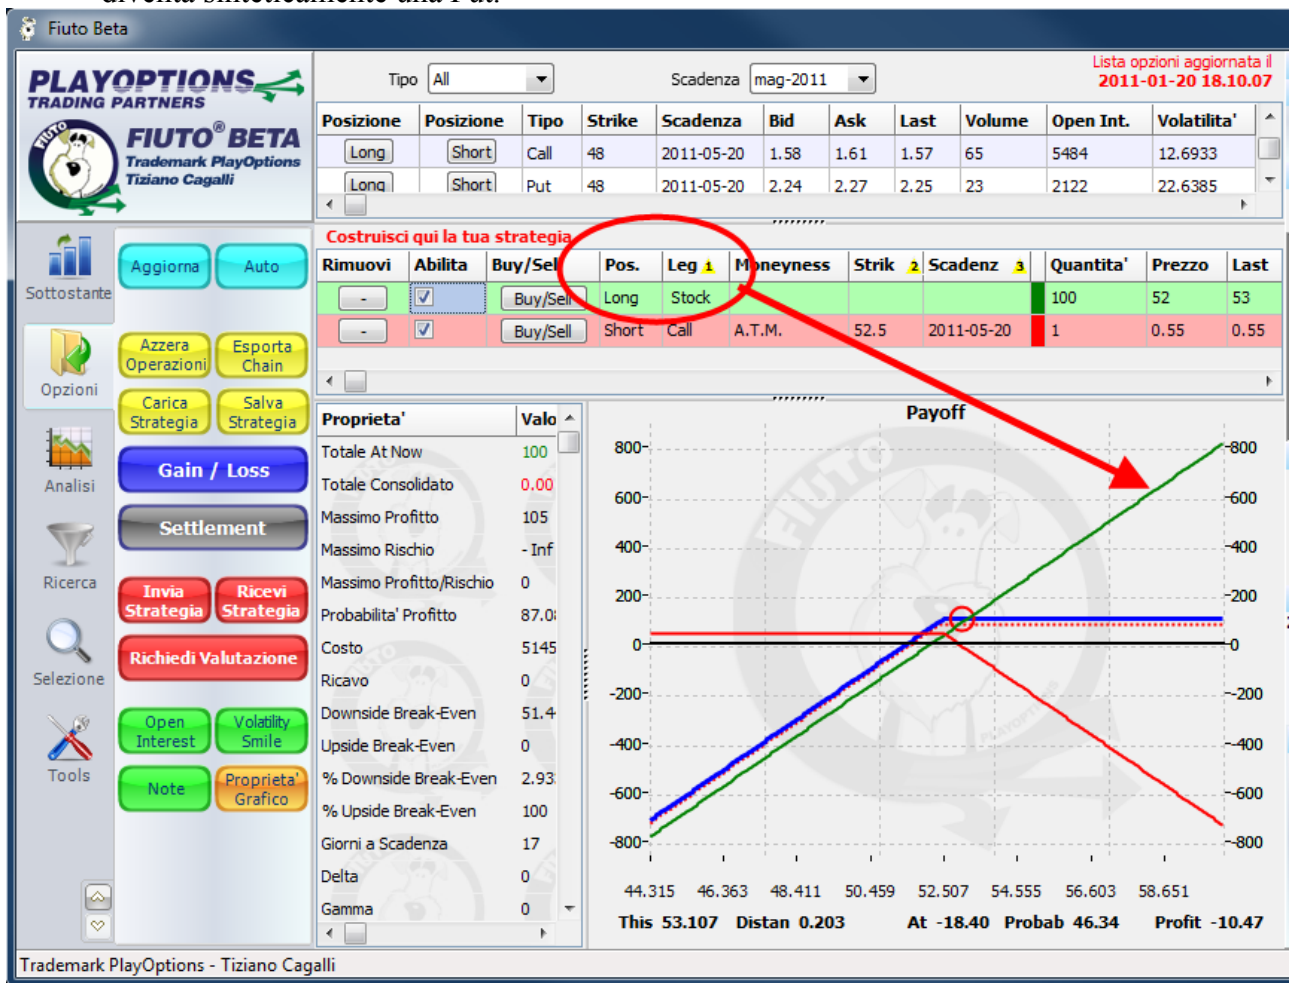 diventa sinteticamente una Put.
Fiuto Beta
PLAYOPTIONS
TRADING PARTNERS
FIUTO® BETA
Trademark PlayOptions
Tiziano Cagalli
Tipo All Scadenza mag-2011
Lista opzioni aggiornata il
2011-01-20 18.10.07
Posizione Posizione Tipo Strike Scadenza Bid Ask Last Volume Open Int. Volatilita'
Long Short Call 48 2011-05-20 1.58 1.61 1.57 65 5484 12.6933
Long Short Put 48 2011-05-20 2.24 2.27 2.25 23 2122 22.6385
Costruisci qui la tua strategia
Rimuovi Abilita Buy/Sel Pos. Leg 1 Moneyness Strik 2 Scadenz 3 Quantita' Prezzo Last
- Buy/Sell Long Stock 100 52 53
- Buy/Sell Short Call A.T.M. 52.5 2011-05-20 1 0.55 0.55
Sottostante
Opzioni
Analisi
Ricerca
Selezione
Tools
Aggiorna Auto
Azzera Operazioni Esporta Chain
Carica Strategia Salva Strategia
Gain / Loss
Settlement
Invia Strategia Ricevi Strategia
Richiedi Valutazione
Open Interest Volatility Smile
Note Proprieta' Grafico
Proprieta' Valo
Totale At Now 100
Totale Consolidato 0.00
Massimo Profitto 105
Massimo Rischio - Inf
Massimo Profitto/Rischio 0
Probabilita' Profitto 87.0
Costo 5145
Ricavo 0
Downside Break-Even 51.4
Upside Break-Even 0
% Downside Break-Even 2.93
% Upside Break-Even 100
Giorni a Scadenza 17
Delta 0
Gamma 0
Payoff
800 800
600 600
400 400
200 200
0 0
-200 -200
-400 -400
-600 -600
-800 -800
44.315 46.363 48.411 50.459 52.507 54.555 56.603 58.651
This 53.107 Distan 0.203 At -18.40 Probab 46.34 Profit -10.47
Trademark PlayOptions - Tiziano Cagalli